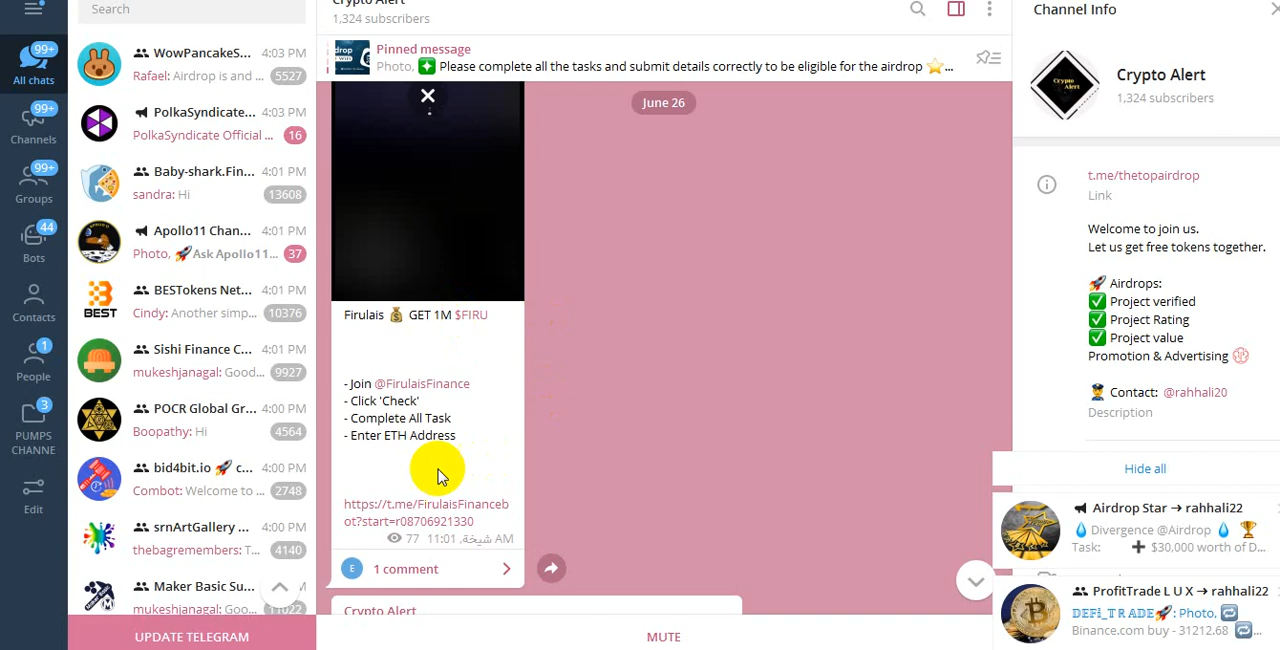 Search
99+
All chats
99+
Channels
99+
Groups
44
Bots
Contacts
1
People
3
PUMPS
CHANNE
Edit
WowPancakeS... 4:03 PM
Rafael: Airdrop is and ... 5527
PolkaSyndicate... 4:03 PM
PolkaSyndicate Official ... 16
Baby-shark.Fin... 4:01 PM
sandra: Hi 13608
Apollo11 Chan... 4:01 PM
Photo, 🚀Ask Apollo11... 37
BEST
BESTokens Net... 4:01 PM
Cindy: Another simp... 10376
Sishi Finance C... 4:01 PM
mukeshjanagal: Good... 9927
POCR Global Gr... 4:00 PM
Boopathy: Hi 4564
bid4bit.io 🚀 c... 4:00 PM
Combot: Welcome to ... 2748
srnArtGallery ... 4:00 PM
thebagremembers: T... 4140
Maker Basic Su... 4:00 PM
mukeshjanagal: Goo... 11022
UPDATE TELEGRAM
Crypto Alert
1,324 subscribers
Pinned message
Photo, ❇️ Please complete all the tasks and submit details correctly to be eligible for the airdrop ⭐...
June 26
Firulais 💰 GET 1M $FIRU
- Join @FirulaisFinance
- Click 'Check'
- Complete All Task
- Enter ETH Address
https://t.me/FirulaisFinanceb
ot?start=r08706921330
77 شيخة, 11:01 AM
E 1 comment
Crypto Alert
MUTE
Channel Info
Crypto Alert
Crypto Alert
1,324 subscribers
t.me/thetopairdrop
Link
Welcome to join us.
Let us get free tokens together.
🚀 Airdrops:
✅ Project verified
✅ Project Rating
✅ Project value
Promotion & Advertising
Contact: @rahhali20
Description
Hide all
Airdrop Star → rahhali22
💧 Divergence @Airdrop 💧 🏆
Task: ➕ $30,000 worth of D...
ProfitTrade L U X → rahhali22
𝔻𝔼𝔽𝕚_𝕋ℝ𝔸𝔻𝔼🚀: Photo, 🔁
Binance.com buy - 31212.68 🔁...